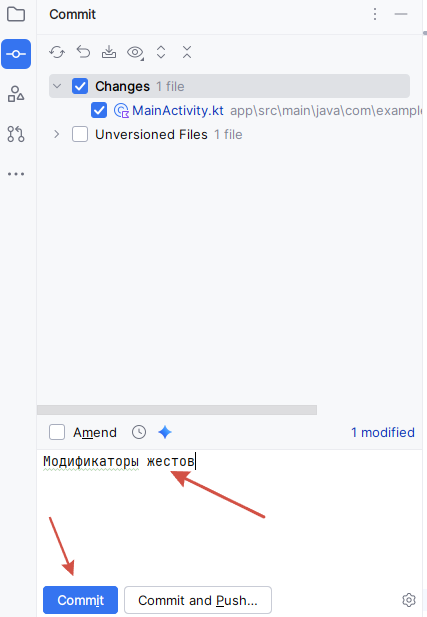 Commit
Changes 1 file
MainActivity.kt app\src\main\java\com\example
Unversioned Files 1 file
Amend 1 modified
Модификаторы жестов
Commit Commit and Push...